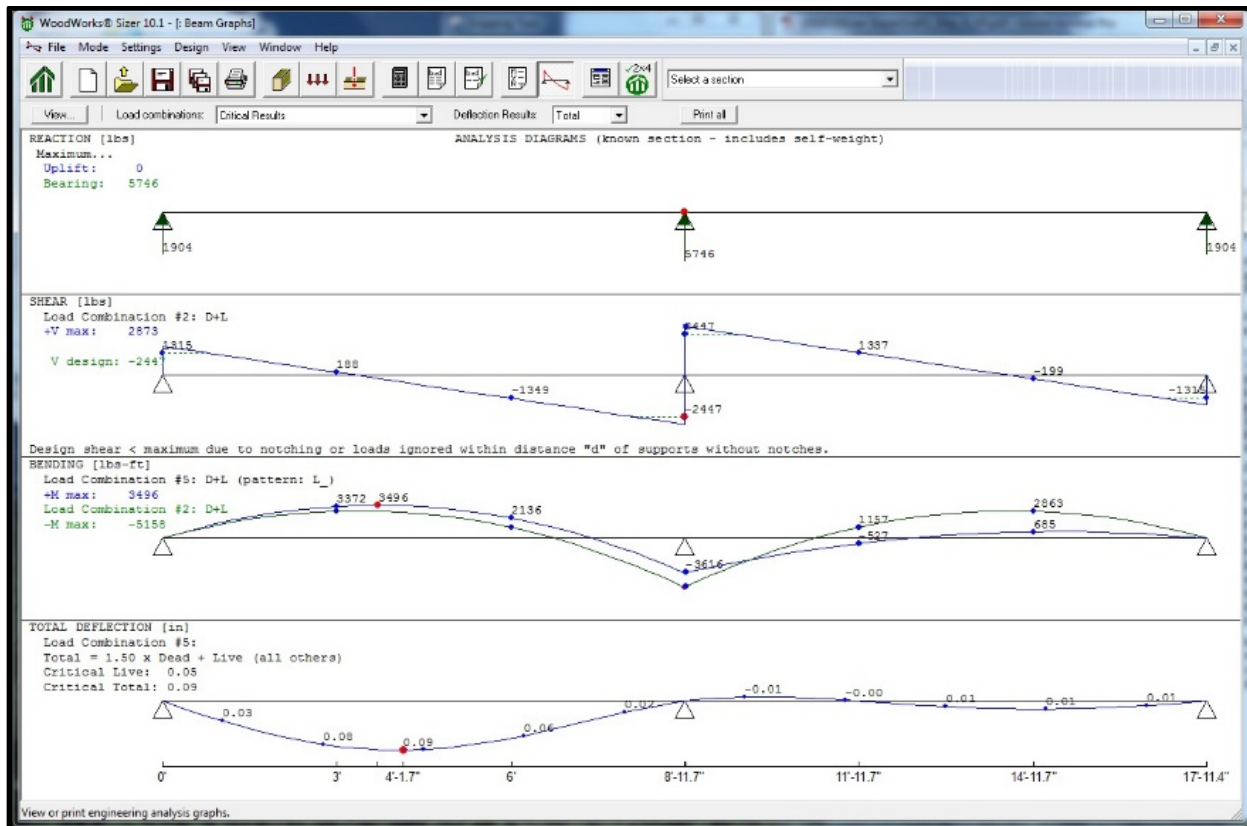 WoodWorks® Sizer 10.1 - [: Beam Graphs]
File Mode Settings Design View Window Help
✓2x4
Select a section
View... Load combinations: Critical Results Deflection Results: Total Print all
REACTION [lbs] ANALYSIS DIAGRAMS (known section - includes self-weight)
Maximum...
Uplift: 0
Bearing: 5746
1904 5746 1904
SHEAR [lbs]
Load Combination #2: D+L
+V max: 2873
1315 2447 1337
V design: -2447
188 -199
-1349 -2447
Design shear < maximum due to notching or loads ignored within distance "d" of supports without notches.
BENDING [lbs-ft]
Load Combination #5: D+L (pattern: L_)
+M max: 3496
3372 3496 2863
Load Combination #2: D+L
2136
-M max: -5158
1157 -527 685
-3616
TOTAL DEFLECTION [in]
Load Combination #5:
Total = 1.50 x Dead + Live (all others)
Critical Live: 0.05
Critical Total: 0.09
0.03 0.08 0.09 0.06 0.02 -0.01 -0.00 0.01 0.01 0.01
0' 3' 4'-1.7" 6' 8'-11.7" 11'-11.7" 14'-11.7" 17'-11.4"
View or print engineering analysis graphs.